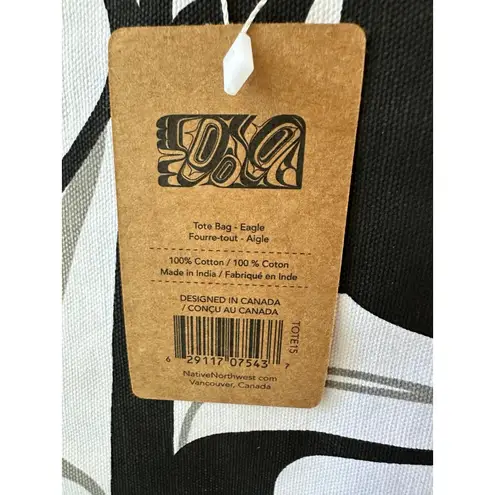 Tote Bag - Eagle
Fourre-tout - Aigle
100% Cotton / 100 % Coton
Made in India / Fabriqué en Inde
DESIGNED IN CANADA
/ CONÇU AU CANADA
TOTE15
6 29117 07543 7
NativeNorthwest.com
Vancouver, Canada